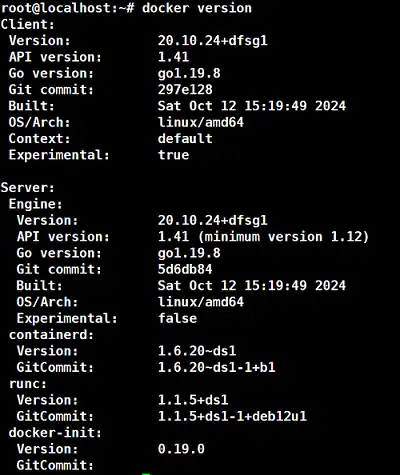 root@localhost:~# docker version
Client:
 Version:           20.10.24+dfsg1
 API version:       1.41
 Go version:        go1.19.8
 Git commit:        297e128
 Built:             Sat Oct 12 15:19:49 2024
 OS/Arch:           linux/amd64
 Context:           default
 Experimental:      true

Server:
 Engine:
  Version:          20.10.24+dfsg1
  API version:      1.41 (minimum version 1.12)
  Go version:       go1.19.8
  Git commit:       5d6db84
  Built:            Sat Oct 12 15:19:49 2024
  OS/Arch:          linux/amd64
  Experimental:     false
 containerd:
  Version:          1.6.20~ds1
  GitCommit:        1.6.20~ds1-1+b1
 runc:
  Version:          1.1.5+ds1
  GitCommit:        1.1.5+ds1-1+deb12u1
 docker-init:
  Version:          0.19.0
  GitCommit: